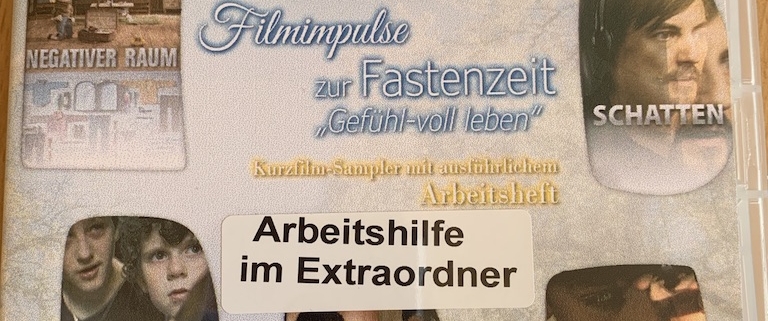 NEGATIVER RAUM
Filmimpulse
zur Fastenzeit
„Gefühl-voll leben“
SCHATTEN
Kurzfilm-Sampler mit ausführlichem
Arbeitsheft
Arbeitshilfe
im Extraordner